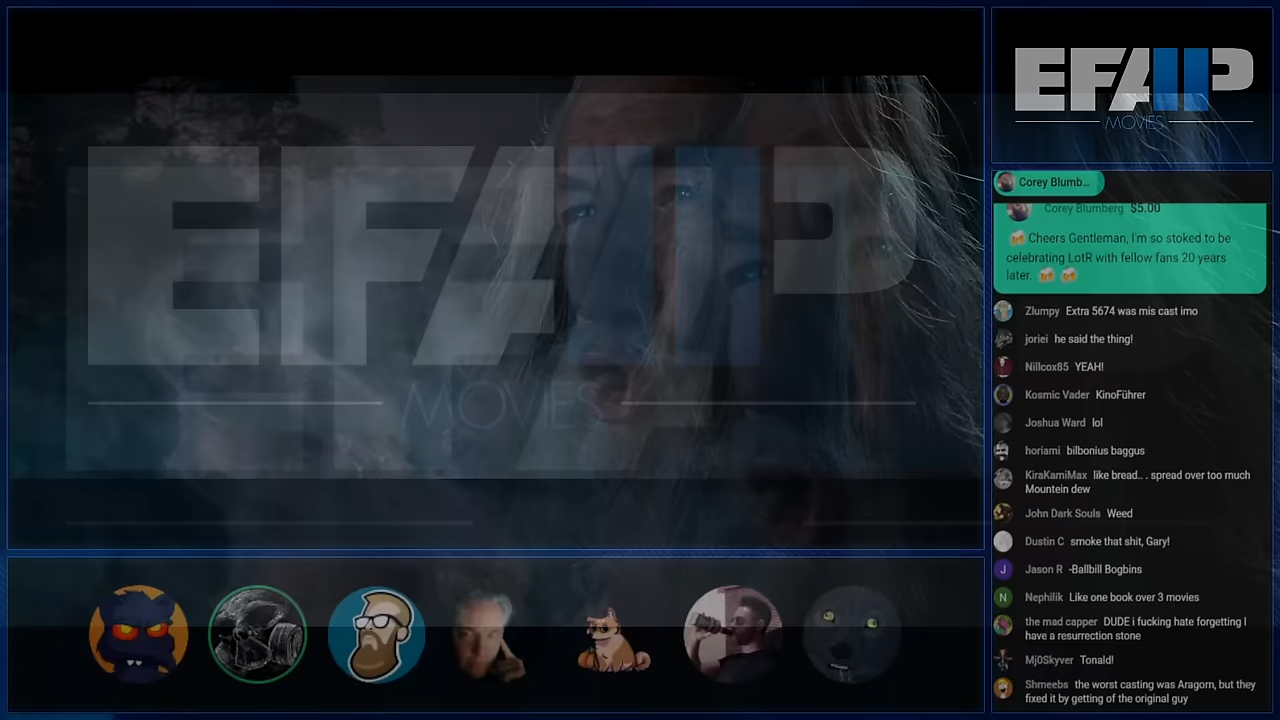 EFAP
MOVIES
EFAP
MOVIES
Corey Blumb...
Corey Blumberg $5.00
Cheers Gentleman, I'm so stoked to be
celebrating LotR with fellow fans 20 years
later.
Zlumpy Extra 5674 was mis cast imo
joriei he said the thing!
Nillcox85 YEAH!
Kosmic Vader KinoFührer
Joshua Ward lol
horiami bilbonius baggus
KiraKamiMax like bread.. . spread over too much
Mountain dew
John Dark Souls Weed
Dustin C smoke that shit, Gary!
J
Jason R -Ballbill Bogbins
N
Nephilik Like one book over 3 movies
the mad capper DUDE i fucking hate forgetting I
have a resurrection stone
Mj0Skyver Tonald!
Shmeebs the worst casting was Aragorn, but they
fixed it by getting of the original guy